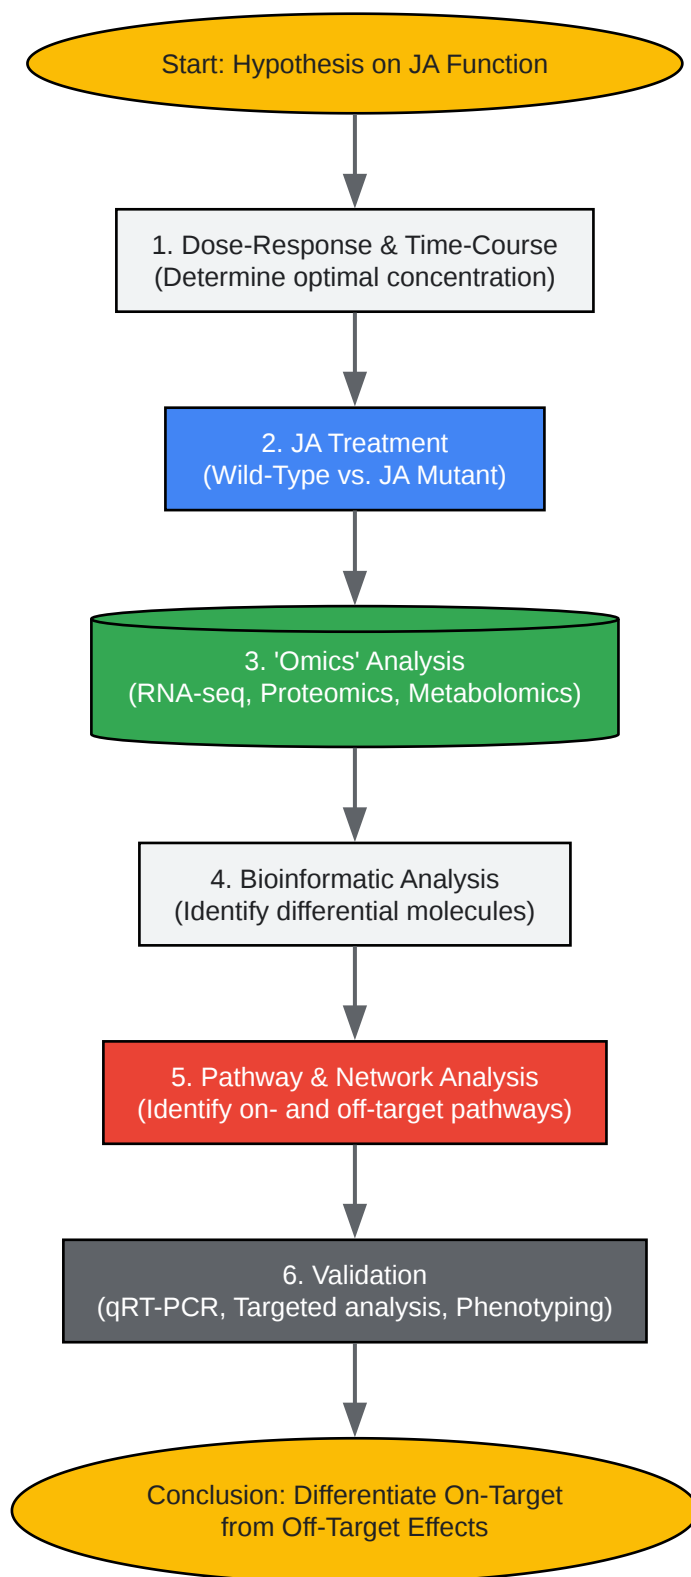 Start: Hypothesis on JA Function
1. Dose-Response & Time-Course
(Determine optimal concentration)
2. JA Treatment
(Wild-Type vs. JA Mutant)
3. 'Omics' Analysis
(RNA-seq, Proteomics, Metabolomics)
4. Bioinformatic Analysis
(Identify differential molecules)
5. Pathway & Network Analysis
(Identify on- and off-target pathways)
6. Validation
(qRT-PCR, Targeted analysis, Phenotyping)
Conclusion: Differentiate On-Target
from Off-Target Effects